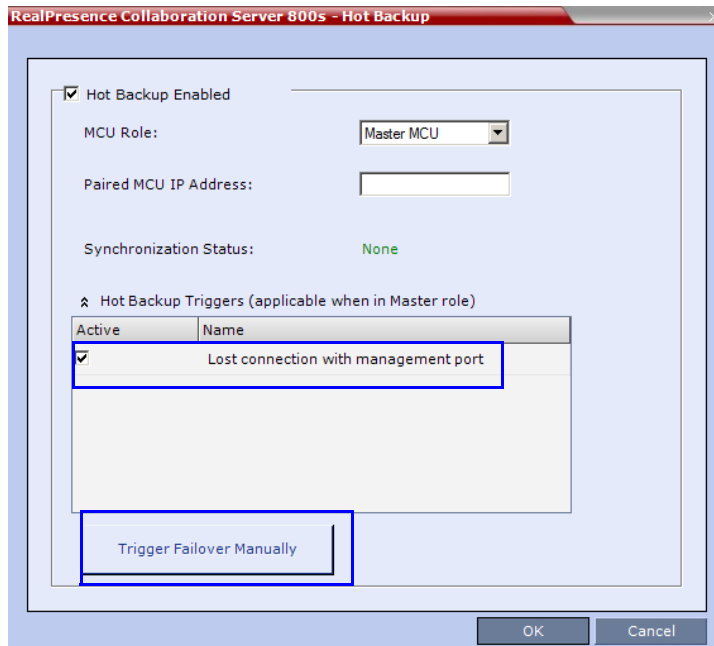 RealPresence Collaboration Server 800s - Hot Backup
Hot Backup Enabled
MCU Role: Master MCU
Paired MCU IP Address:
Synchronization Status: None
Hot Backup Triggers (applicable when in Master role)
Active Name
Lost connection with management port
Trigger Failover Manually
OK Cancel